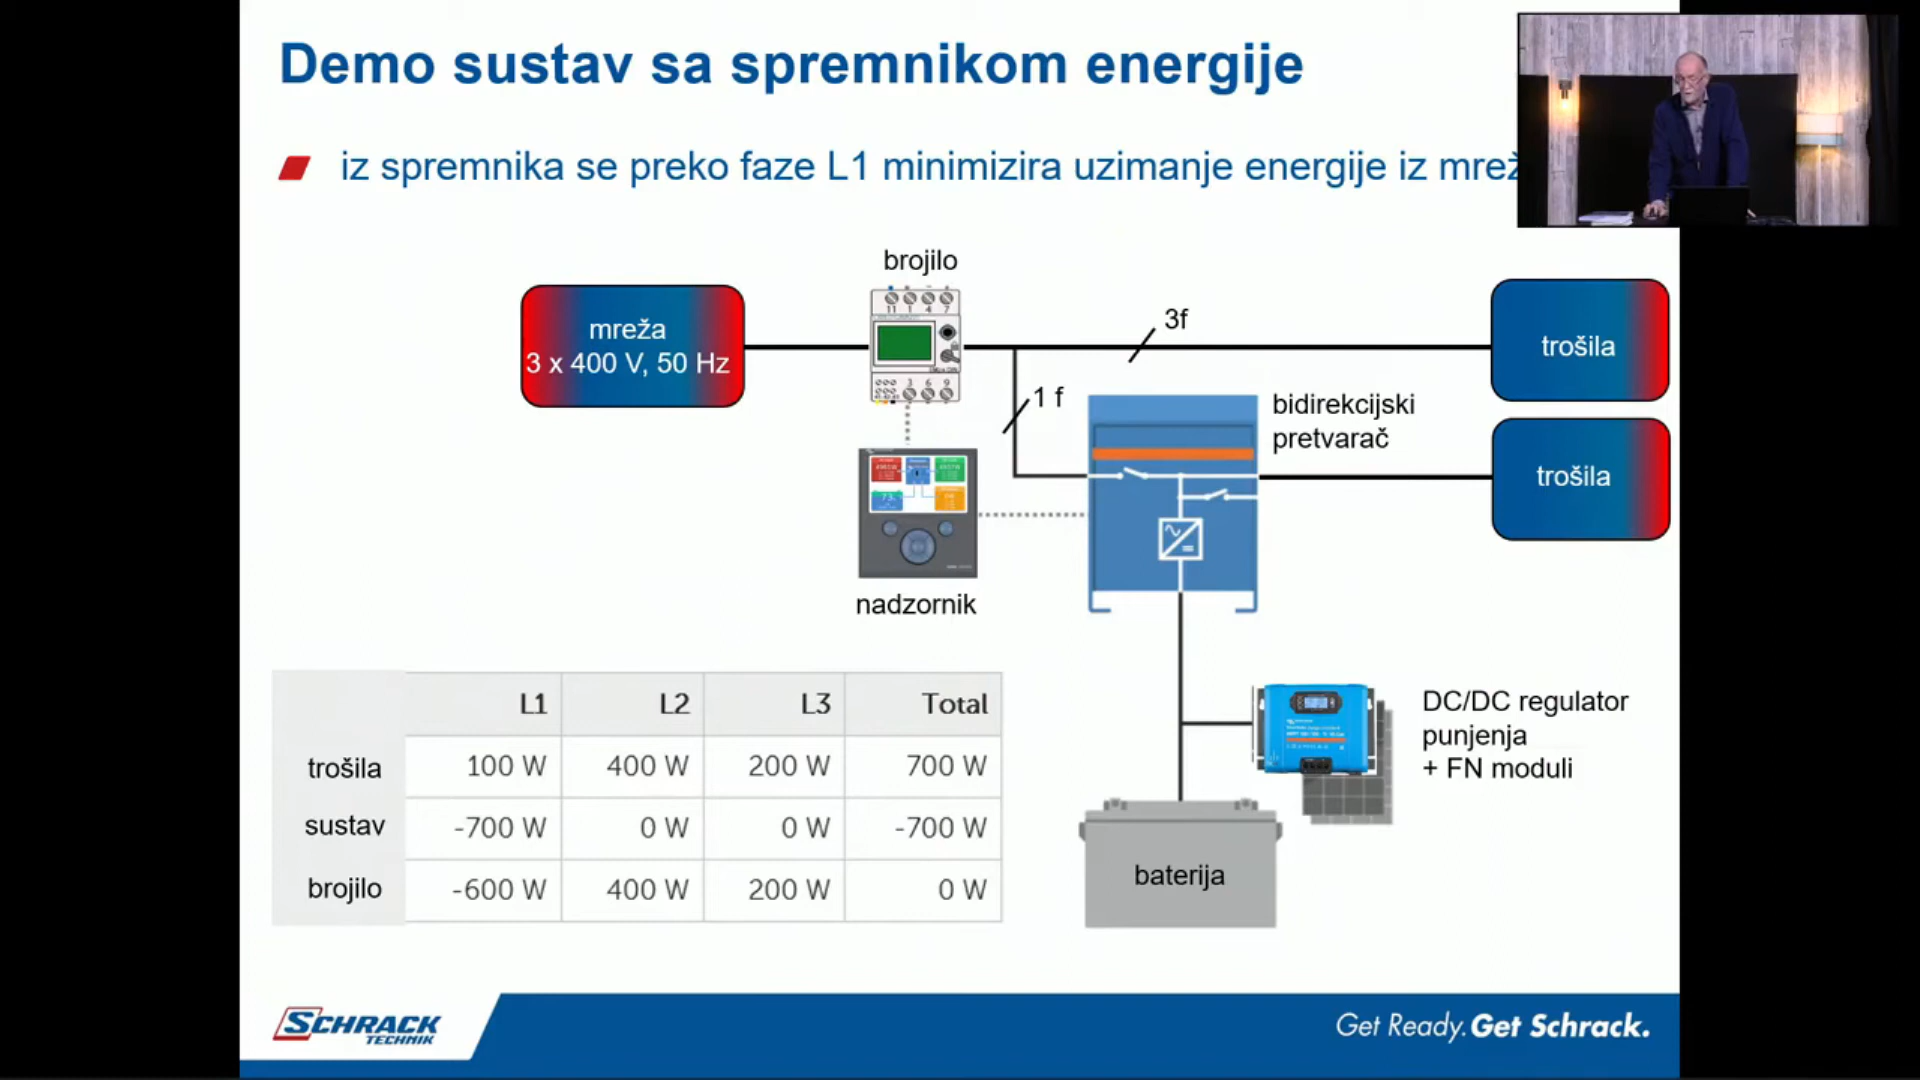 Demo sustav sa spremnikom energije
iz spremnika se preko faze L1 minimizira uzimanje energije iz mrež
brojilo
mreža
3 x 400 V, 50 Hz
3f
trošila
1 f
bidirekcijski
pretvarač
trošila
nadzornik
L1 L2 L3 Total
trošila 100 W 400 W 200 W 700 W
sustav -700 W 0 W 0 W -700 W
brojilo -600 W 400 W 200 W 0 W
DC/DC regulator
punjenja
+ FN moduli
baterija
SCHRACK
TECHNIK
Get Ready. Get Schrack.